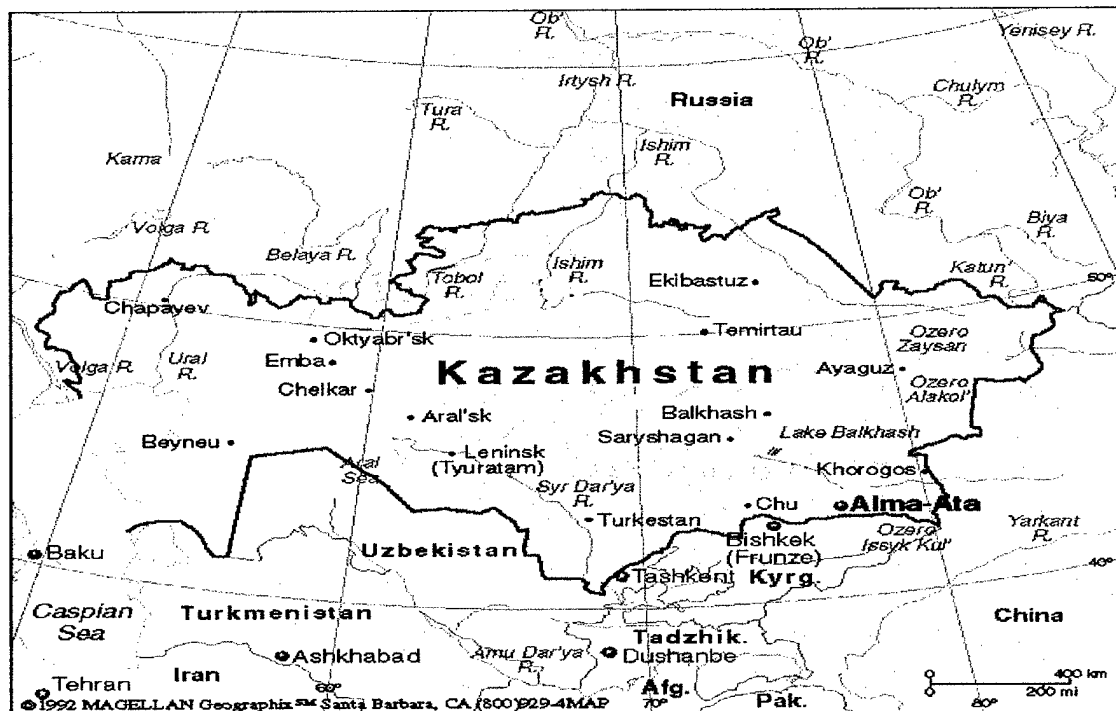 Ob'
R.
Ob'
R.
Yenisey R.
Irtysh R.
Chulym
R.
Russia
Tura
R.
Ishim
R.
Kama
Ob'
R.
Biya
R.
Volga R.
Belaya R.
Tobol
R.
Ishim
R.
Ekibastuz
Katun'
R.
50°
Chapayev
Oktyabr'sk
Temirtau
Ozero
Zaysan
Volga R.
Ural
R.
Emba
Kazakhstan
Ayaguz
Chelkar
Ozero
Alakol'
Aral'sk
Balkhash
Beyneu
Saryshagan
Lake Balkhash
Aral
Sea
Leninsk
(Tyuratam)
Khorogos
Syr Dar'ya
R.
Chu
Alma-Ata
Turkestan
Bishkek
(Frunze)
Ozero
Issyk Kul'
Yarkant
R.
Baku
Uzbekistan
Tashkent
Kyrg.
40°
Caspian
Sea
Turkmenistan
China
Tadzhik.
Amu Dar'ya
R.
Dushanbe
Iran
Ashkhabad
Afg.
Pak.
0 400 km
0 200 mi
Tehran
60°
70°
80°
©1992 MAGELLAN Geographix℠ Santa Barbara, CA (800)929-4MAP